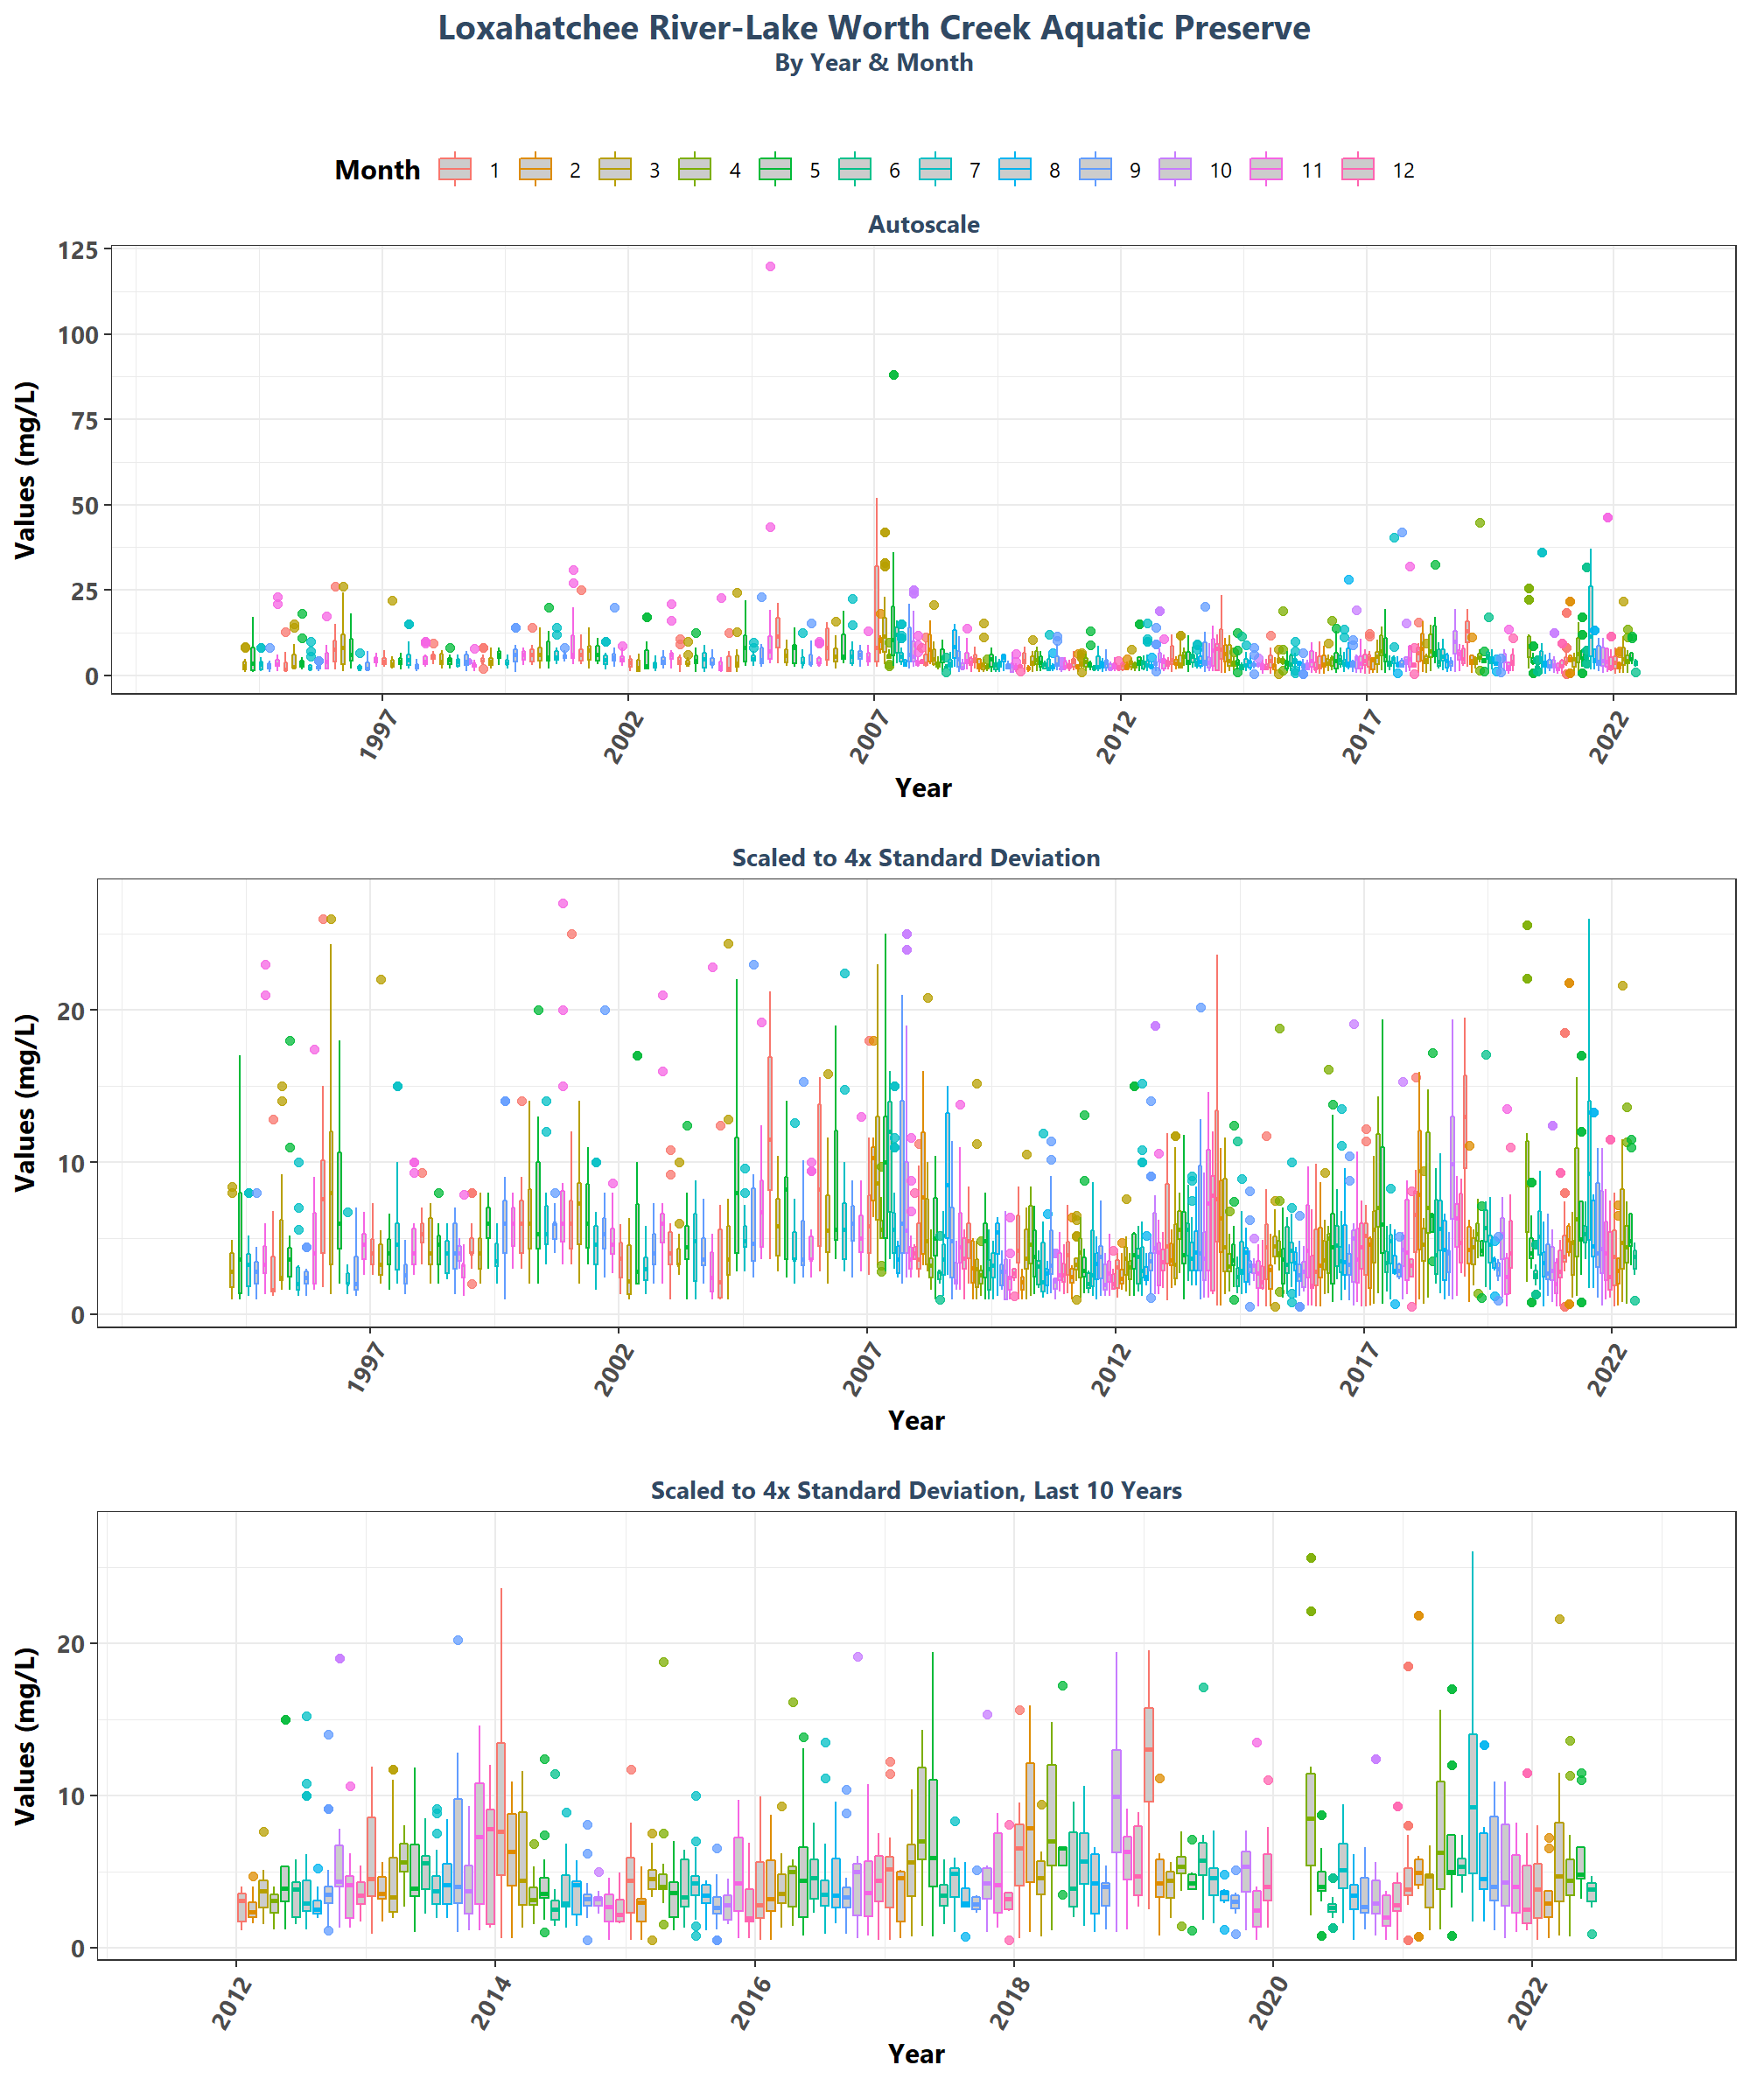 Loxahatchee River-Lake Worth Creek Aquatic Preserve
By Year & Month
Month 1 2 3 4 5 6 7 8 9 10 11 12
Autoscale
Values (mg/L)
125
100
75
50
25
0
1997 2002 2007 2012 2017 2022
Year
Scaled to 4x Standard Deviation
Values (mg/L)
20
10
0
1997 2002 2007 2012 2017 2022
Year
Scaled to 4x Standard Deviation, Last 10 Years
Values (mg/L)
20
10
0
2012 2014 2016 2018 2020 2022
Year